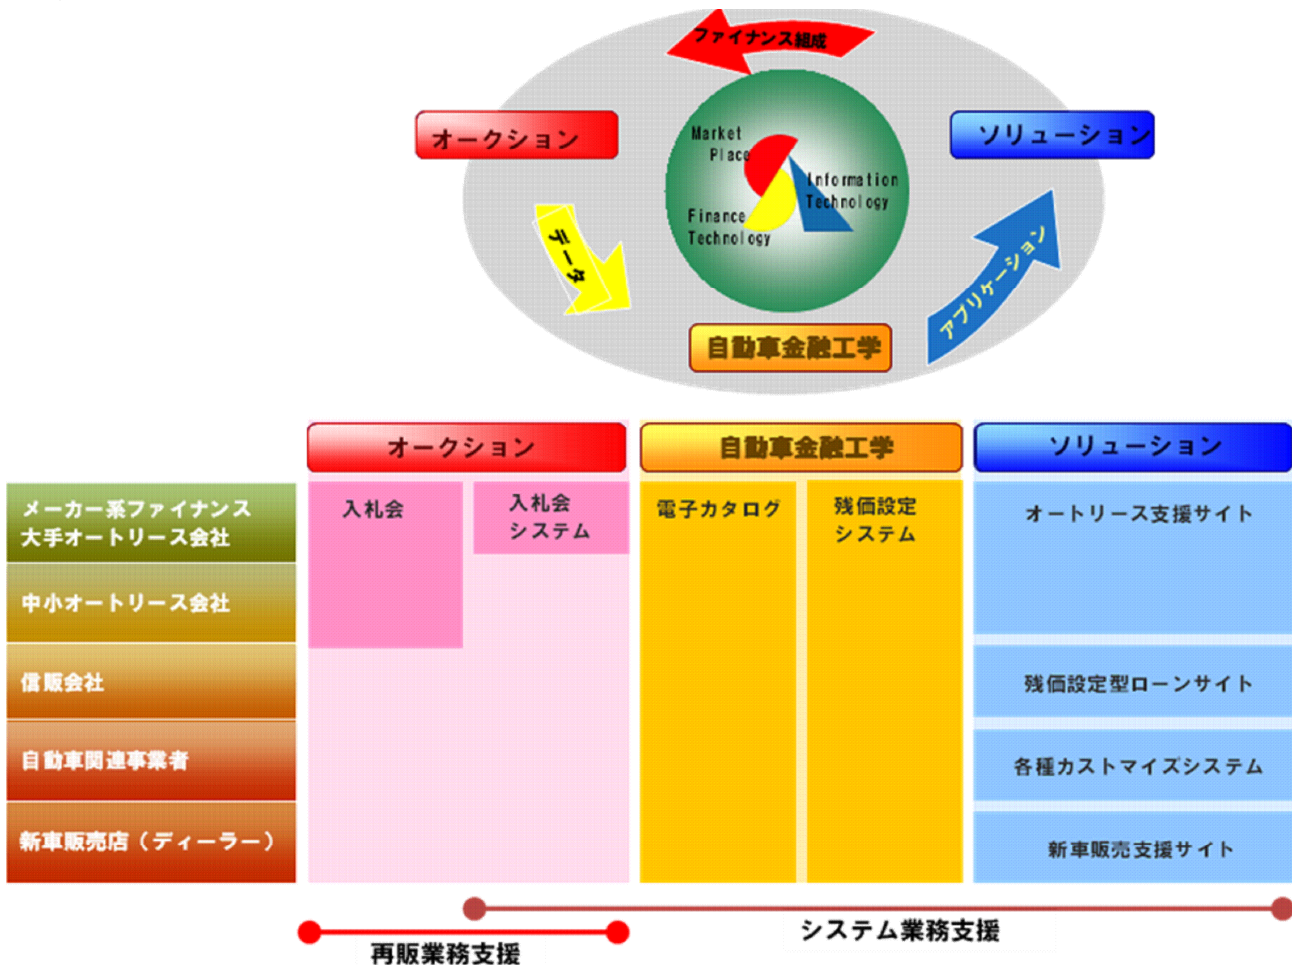 ファイナンス組成
オークション
ソリューション
Market
Place
Information
Technology
Finance
Technology
データ
アプリケーション
自動車金融工学
オークション
自動車金融工学
ソリューション
メーカー系ファイナンス
大手オートリース会社
入札会
入札会
システム
電子カタログ
残価設定
システム
オートリース支援サイト
中小オートリース会社
信販会社
残価設定型ローンサイト
自動車関連事業者
各種カストマイズシステム
新車販売店（ディーラー）
新車販売支援サイト
システム業務支援
再販業務支援